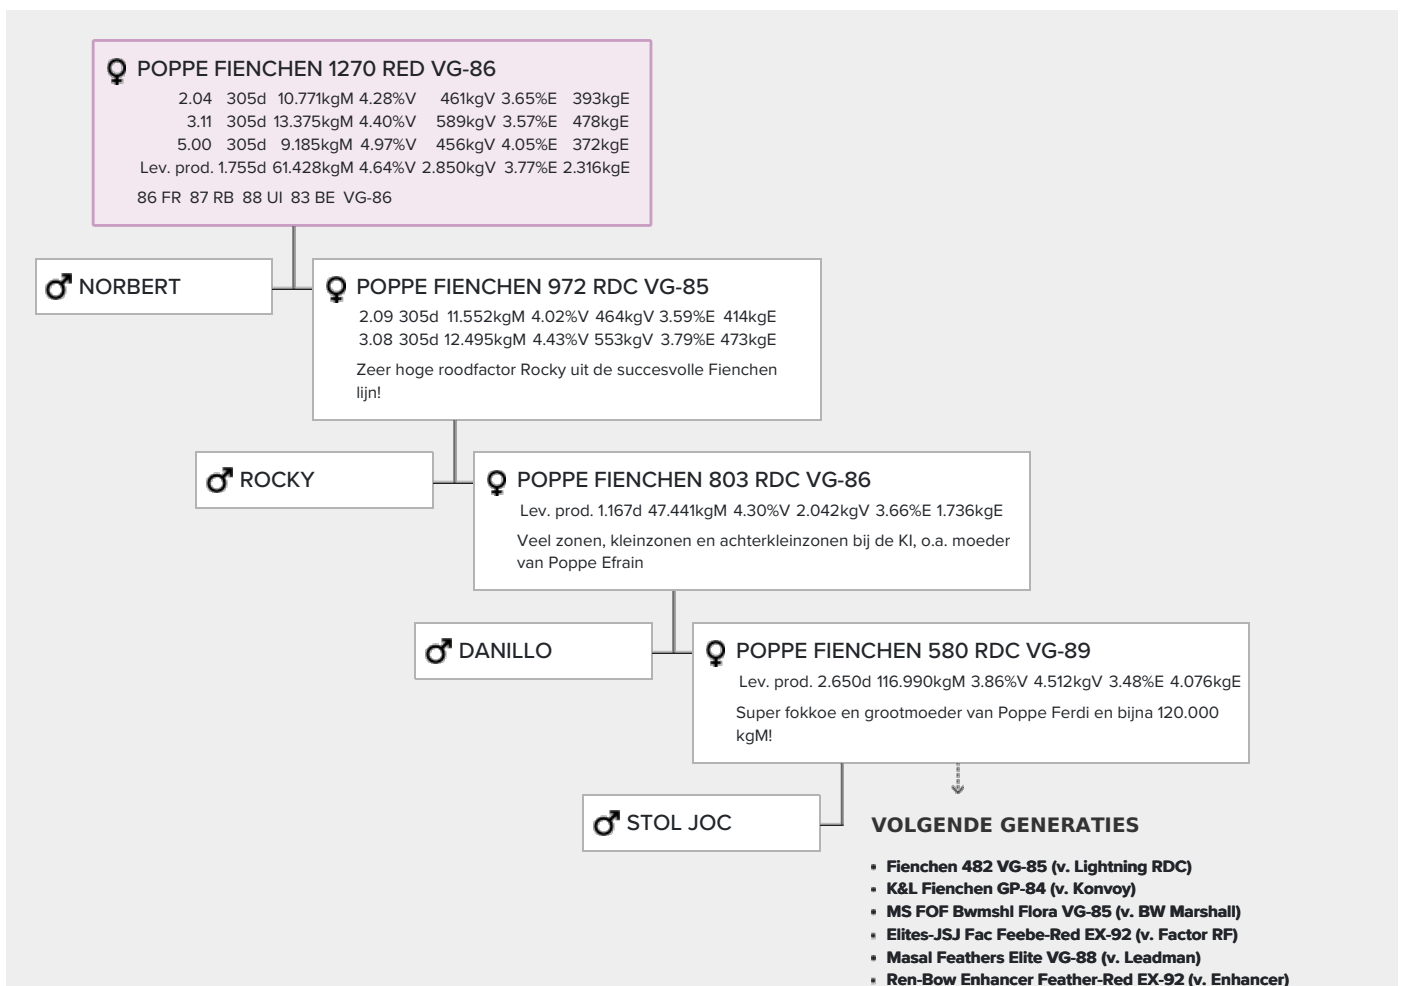 POPPE FIENCHEN 1270 RED VG-86
2.04 305d 10.771kgM 4.28%V 461kgV 3.65%E 393kgE
3.11 305d 13.375kgM 4.40%V 589kgV 3.57%E 478kgE
5.00 305d 9.185kgM 4.97%V 456kgV 4.05%E 372kgE
Lev. prod. 1.755d 61.428kgM 4.64%V 2.850kgV 3.77%E 2.316kgE
86 FR 87 RB 88 UI 83 BE VG-86
NORBERT
POPPE FIENCHEN 972 RDC VG-85
2.09 305d 11.552kgM 4.02%V 464kgV 3.59%E 414kgE
3.08 305d 12.495kgM 4.43%V 553kgV 3.79%E 473kgE
Zeer hoge roodfactor Rocky uit de succesvolle Fienchen
lijn!
ROCKY
POPPE FIENCHEN 803 RDC VG-86
Lev. prod. 1.167d 47.441kgM 4.30%V 2.042kgV 3.66%E 1.736kgE
Veel zonen, kleinzonen en achterkleinzonen bij de KI, o.a. moeder
van Poppe Efrain
DANILLO
POPPE FIENCHEN 580 RDC VG-89
Lev. prod. 2.650d 116.990kgM 3.86%V 4.512kgV 3.48%E 4.076kgE
Super fokkoe en grootmoeder van Poppe Ferdi en bijna 120.000
kgM!
STOL JOC
VOLGENDE GENERATIES
• Fienchen 482 VG-85 (v. Lightning RDC)
• K&L Fienchen GP-84 (v. Konvoy)
• MS FOF Bwmshl Flora VG-85 (v. BW Marshall)
• Elites-JSJ Fac Feebe-Red EX-92 (v. Factor RF)
• Masal Feathers Elite VG-88 (v. Leadman)
• Ren-Bow Enhancer Feather-Red EX-92 (v. Enhancer)